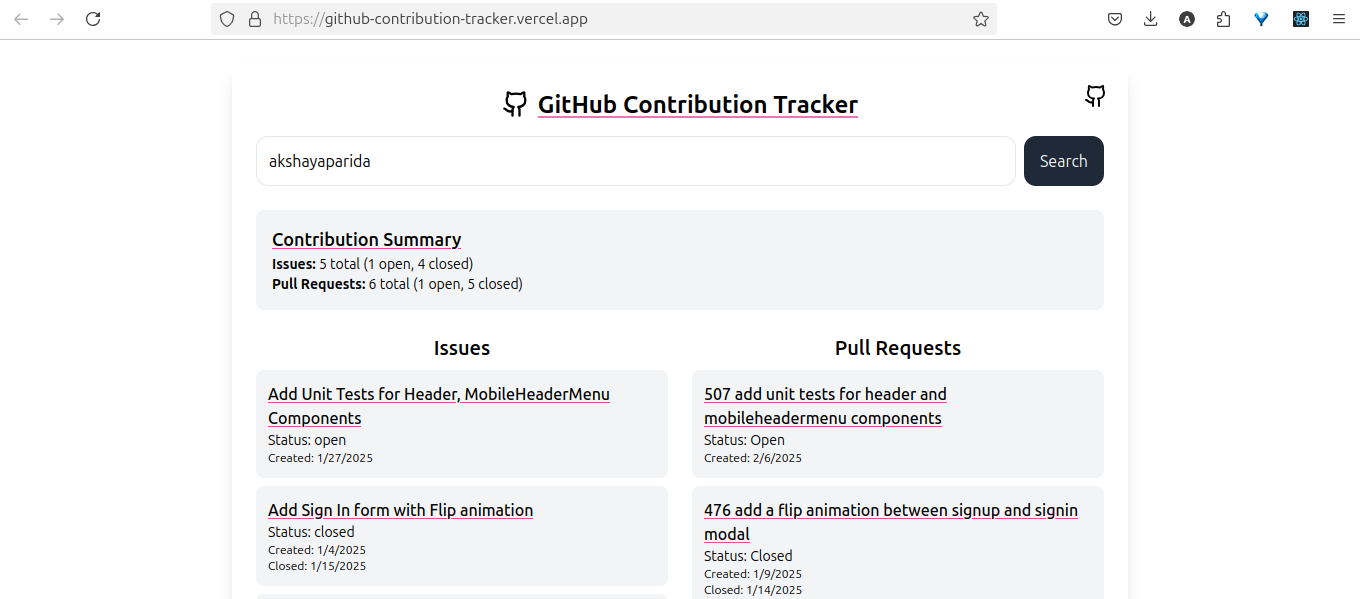 https://github-contribution-tracker.vercel.app
A
GitHub Contribution Tracker
akshayaparida
Search
Contribution Summary
Issues: 5 total (1 open, 4 closed)
Pull Requests: 6 total (1 open, 5 closed)
Issues
Add Unit Tests for Header, MobileHeaderMenu
Components
Status: open
Created: 1/27/2025
Add Sign In form with Flip animation
Status: closed
Created: 1/4/2025
Closed: 1/15/2025
Pull Requests
507 add unit tests for header and
mobileheadermenu components
Status: Open
Created: 2/6/2025
476 add a flip animation between signup and signin
modal
Status: Closed
Created: 1/9/2025
Closed: 1/14/2025